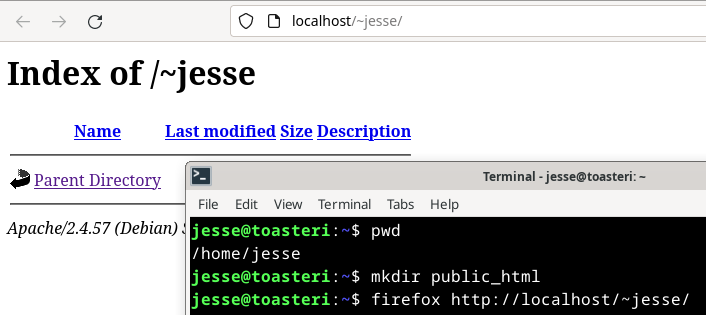 localhost/~jesse/
Index of /~jesse
Name Last modified Size Description
Parent Directory
Apache/2.4.57 (Debian)
Terminal - jesse@toasteri: ~
File Edit View Terminal Tabs Help
jesse@toasteri:~$ pwd
/home/jesse
jesse@toasteri:~$ mkdir public_html
jesse@toasteri:~$ firefox http://localhost/~jesse/